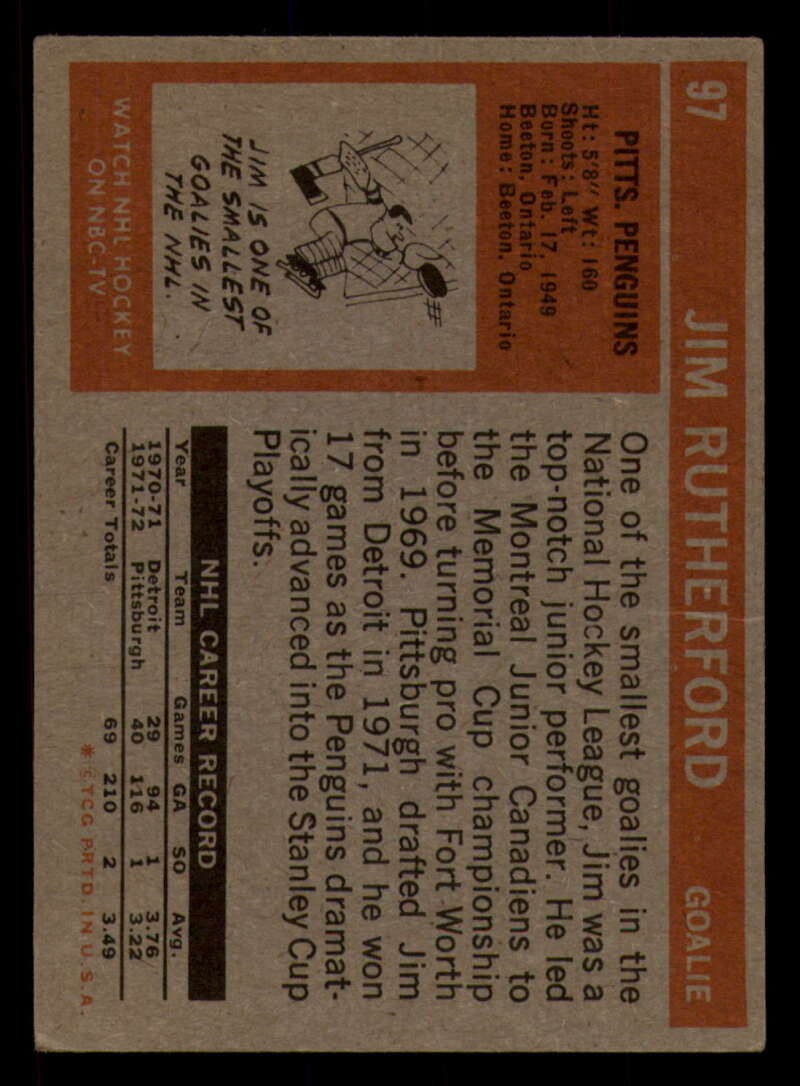 97 JIM RUTHERFORD GOALIE
PITTS. PENGUINS
Ht: 5'8" Wt: 160
Shoots: Left
Born: Feb. 17, 1949
Beeton, Ontario
Home: Beeton, Ontario
JIM IS ONE OF
THE SMALLEST
GOALIES IN
THE NHL.
WATCH NHL HOCKEY
ON NBC-TV
One of the smallest goalies in the
National Hockey League, Jim was a
top-notch junior performer. He led
the Montreal Junior Canadiens to
the Memorial Cup championship
before turning pro with Fort Worth
in 1969. Pittsburgh drafted Jim
from Detroit in 1971, and he won
17 games as the Penguins dramat-
ically advanced into the Stanley Cup
Playoffs.
NHL CAREER RECORD
Year Team Games GA SO Avg.
1970-71 Detroit 29 94 1 3.76
1971-72 Pittsburgh 40 116 1 3.22
Career Totals 69 210 2 3.49
* © T.C.G. PRTD. IN U.S.A.